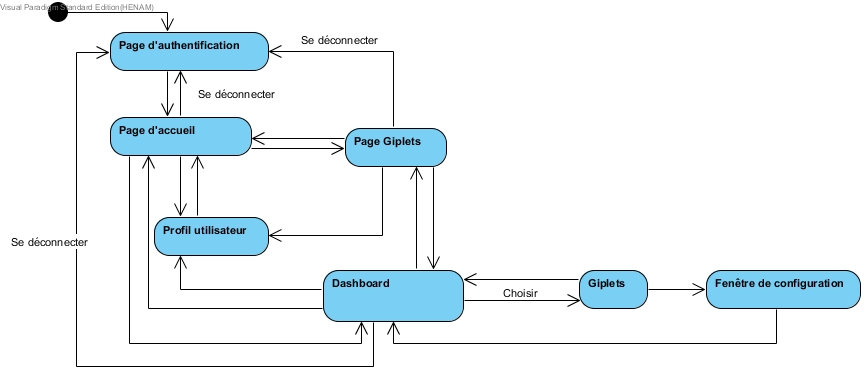 Visual Paradigm Standard Edition(HENAM)
Page d'authentification
Se déconnecter
Se déconnecter
Page d'accueil
Page Giplets
Profil utilisateur
Se déconnecter
Dashboard
Choisir
Giplets
Fenêtre de configuration